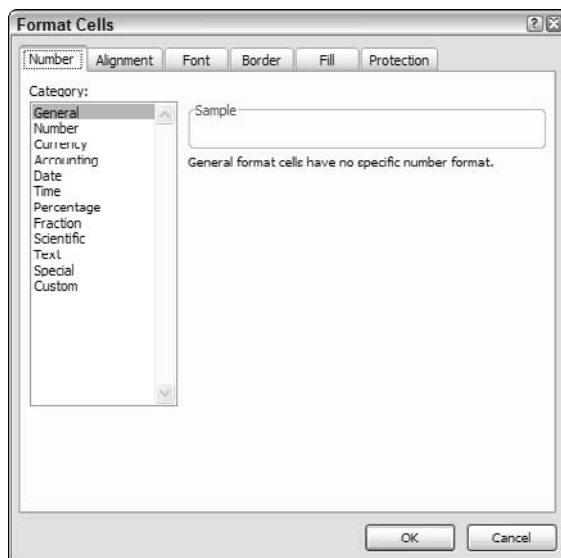 Format Cells
Number Alignment Font Border Fill Protection
Category:
General
Number
Currency
Accounting
Date
Time
Percentage
Fraction
Scientific
Text
Special
Custom
Sample
General format cells have no specific number format.
OK Cancel